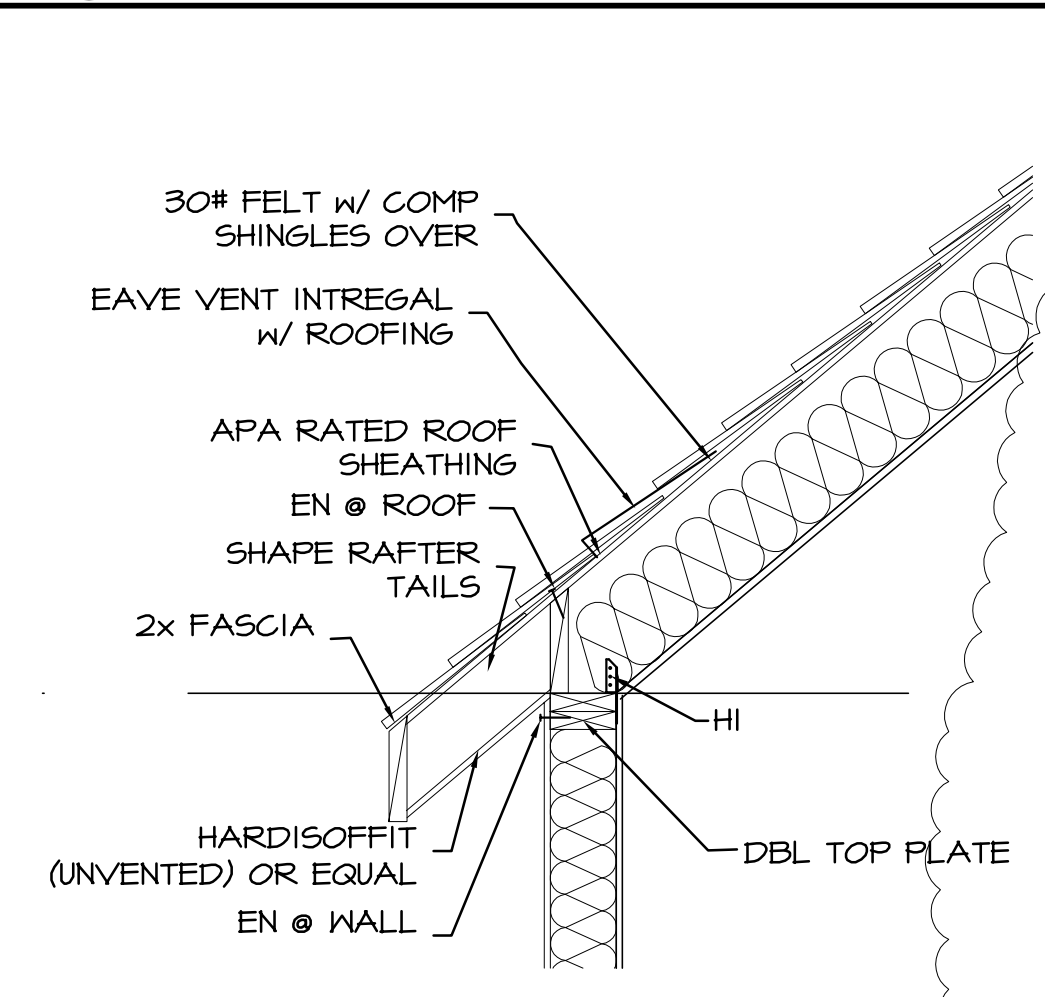 30# FELT w/ COMP
SHINGLES OVER
EAVE VENT INTREGAL
w/ ROOFING
APA RATED ROOF
SHEATHING
EN @ ROOF
SHAPE RAFTER
TAILS
2x FASCIA
H1
HARDISOFFIT
(UNVENTED) OR EQUAL
DBL TOP PLATE
EN @ WALL